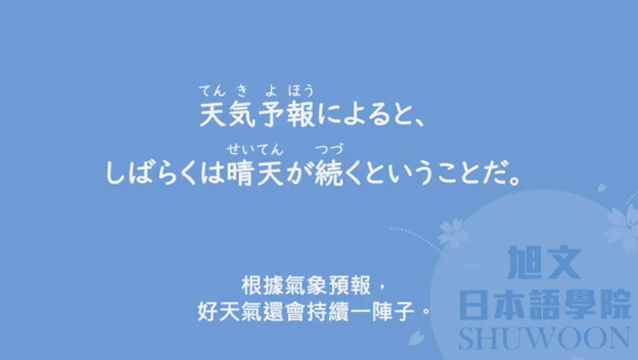 てんきよほう
天気予報によると、
せいてん つづ
しばらくは晴天が続くということだ。
根據氣象預報，
好天氣還會持續一陣子。
旭文
日本語學院
SHUWOON